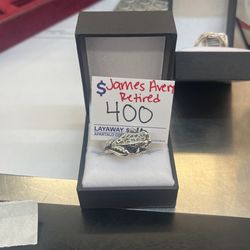 $ James Avery
Retired
400
LAYAWAY